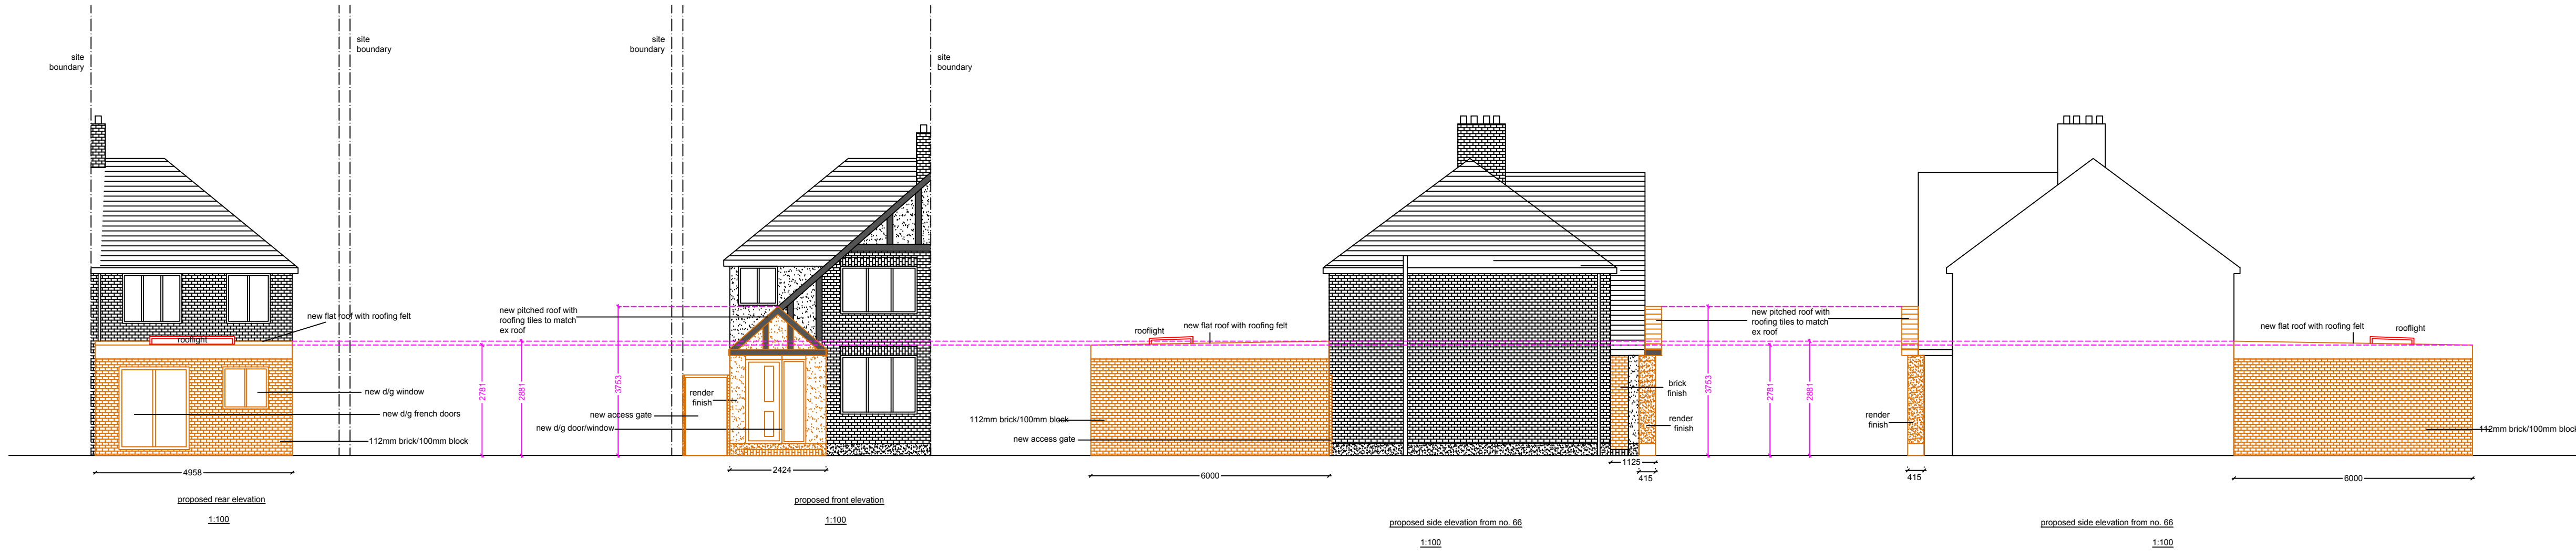 site
boundary
site
boundary
rooflight
new flat roof with roofing felt
new d/g window
new d/g french doors
112mm brick/100mm block
4958
2781
2881
3753
proposed rear elevation
1:100
site
boundary
site
boundary
new pitched roof with
roofing tiles to match
ex roof
render
finish
new access gate
new d/g door/window
2424
proposed front elevation
1:100
rooflight
new flat roof with roofing felt
112mm brick/100mm block
new access gate
6000
brick
finish
render
finish
1125
415
proposed side elevation from no. 66
1:100
3753
2781
2881
new pitched roof with
roofing tiles to match
ex roof
render
finish
415
new flat roof with roofing felt
rooflight
112mm brick/100mm block
6000
proposed side elevation from no. 66
1:100